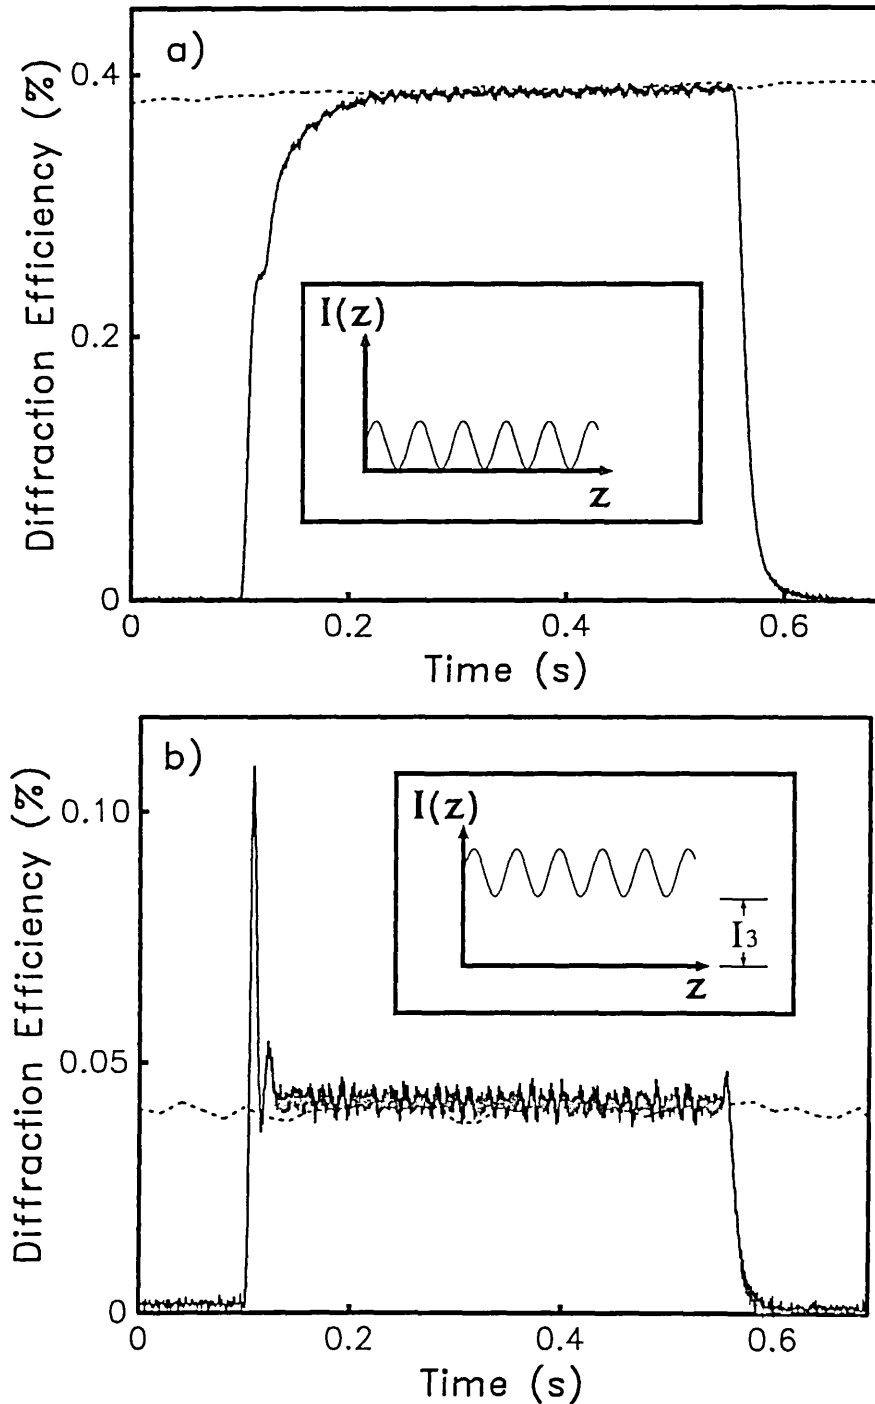 a)
Diffraction Efficiency (%)
0.4
0.2
0
I(z)
z
0
0.2
0.4
0.6
Time (s)
b)
Diffraction Efficiency (%)
0.10
0.05
0
I(z)
I3
z
0
0.2
0.4
0.6
Time (s)